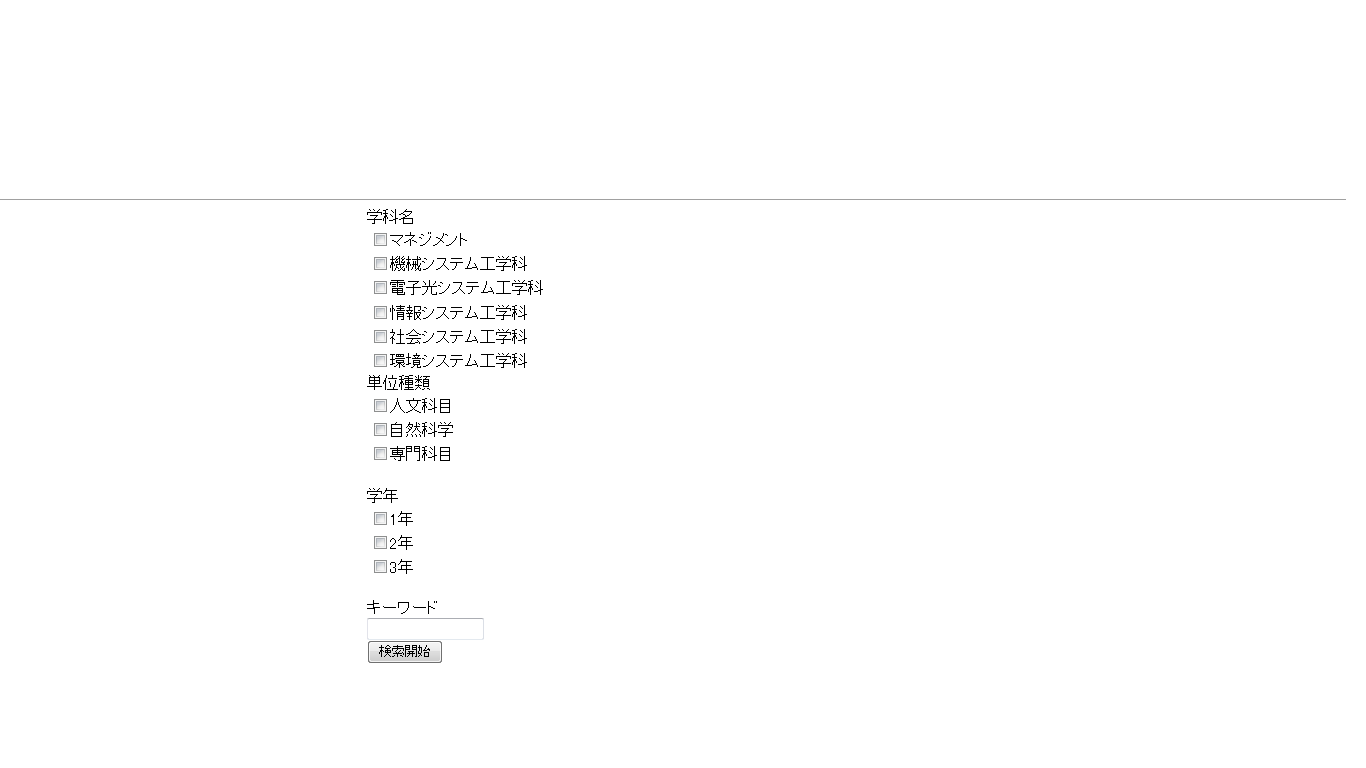 学科名
マネジメント
機械システム工学科
電子光システム工学科
情報システム工学科
社会システム工学科
環境システム工学科
単位種類
人文科目
自然科学
専門科目
学年
1年
2年
3年
キーワード
検索開始